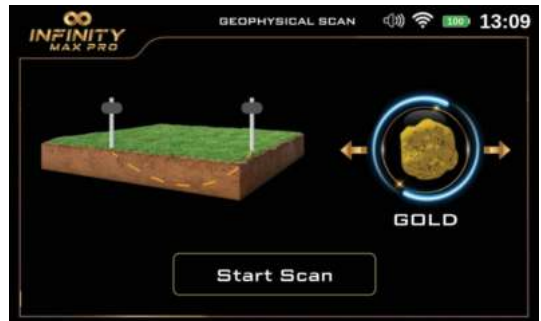 INFINITY
MAX PRO
GEOPHYSICAL SCAN
100
13:09
GOLD
Start Scan